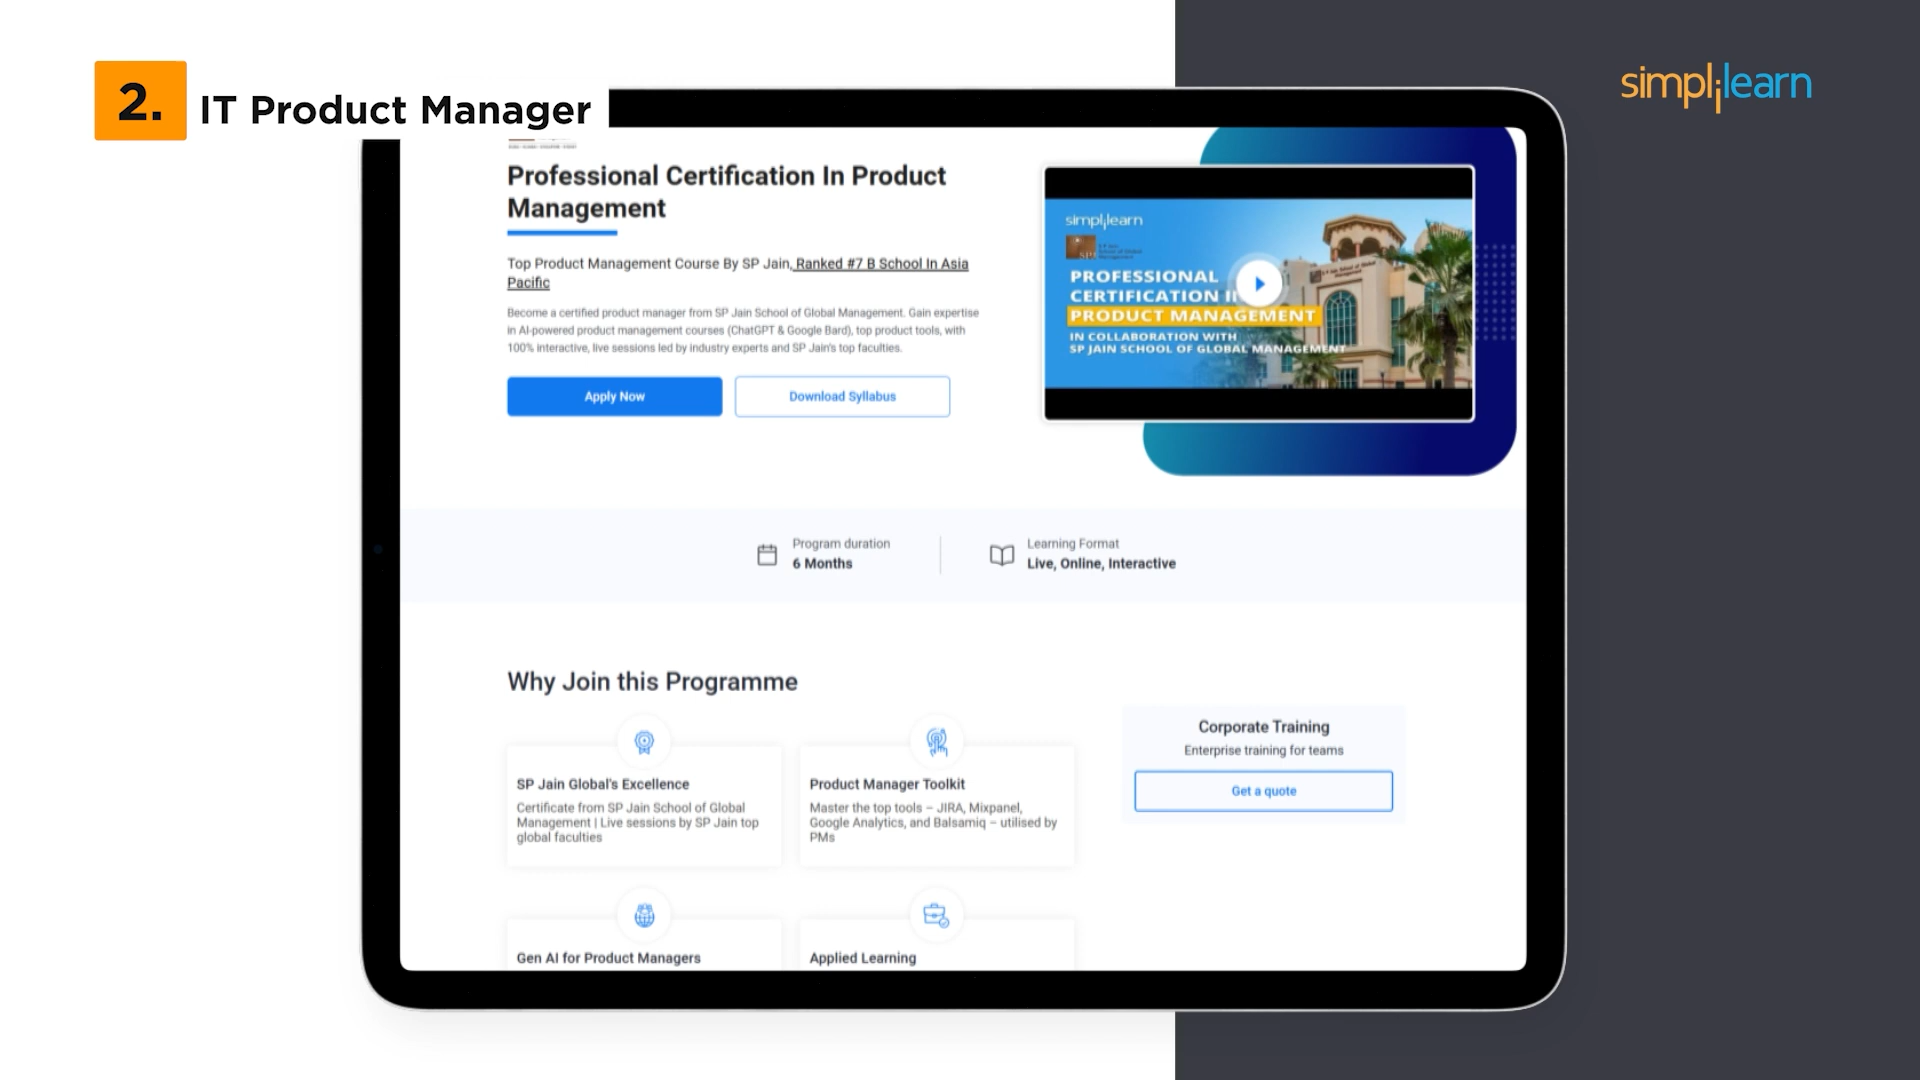 2. IT Product Manager
simplilearn
Professional Certification In Product
Management
Top Product Management Course By SP Jain, Ranked #7 B School In Asia
Pacific
Become a certified product manager from SP Jain School of Global Management. Gain expertise
in AI-powered product management courses (ChatGPT & Google Bard), top product tools, with
100% interactive, live sessions led by industry experts and SP Jain's top faculties.
Apply Now
Download Syllabus
simplilearn
PROFESSIONAL
CERTIFICATION
PRODUCT MANAGEMENT
IN COLLABORATION WITH
SP JAIN SCHOOL OF GLOBAL MANAGEMENT
Program duration
6 Months
Learning Format
Live, Online, Interactive
Why Join this Programme
SP Jain Global's Excellence
Certificate from SP Jain School of Global
Management | Live sessions by SP Jain top
global faculties
Product Manager Toolkit
Master the top tools – JIRA, Mixpanel,
Google Analytics, and Balsamiq – utilised by
PMs
Corporate Training
Enterprise training for teams
Get a quote
Gen AI for Product Managers
Applied Learning